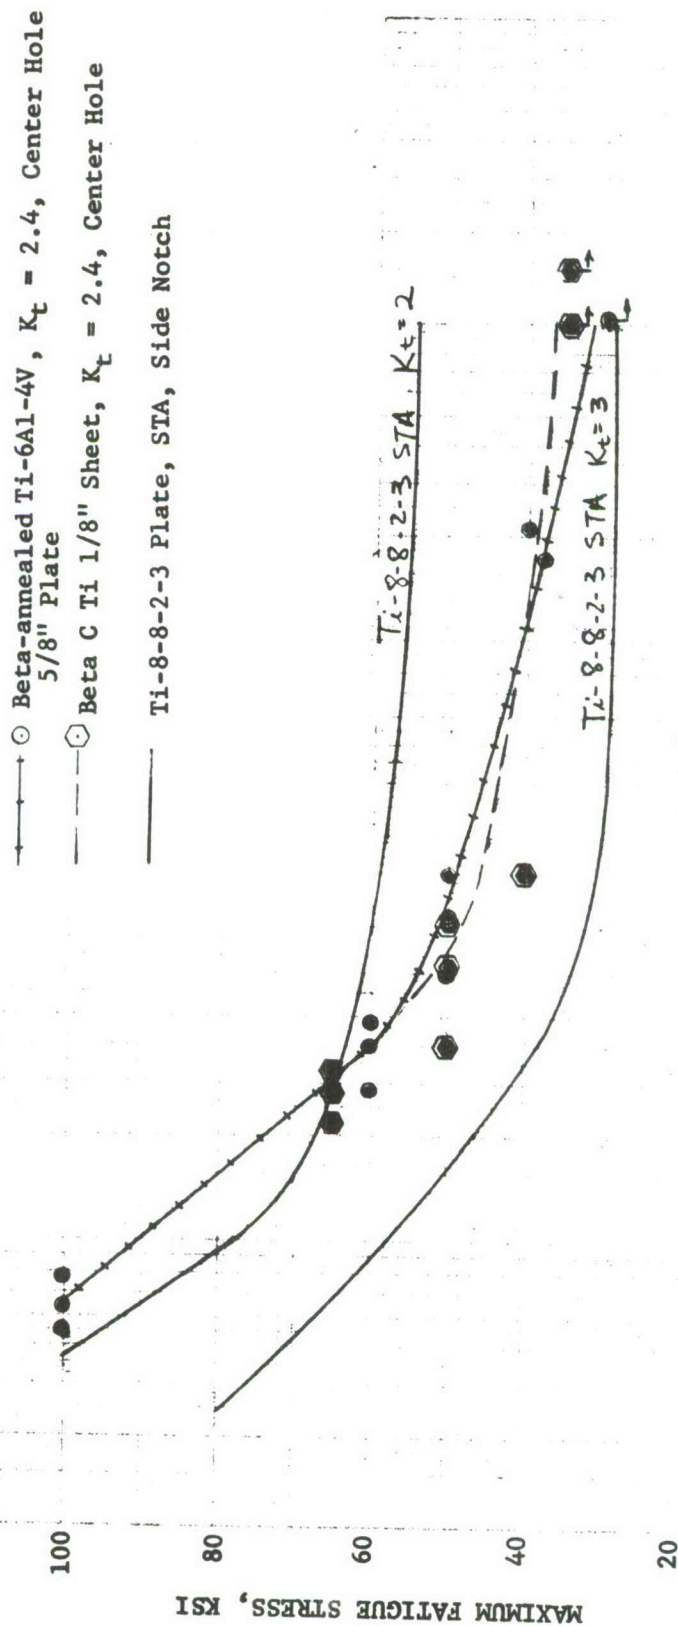 Beta-annealed Ti-6Al-4V, Kt = 2.4, Center Hole
5/8" Plate
Beta C Ti 1/8" Sheet, Kt = 2.4, Center Hole
Ti-8-8-2-3 Plate, STA, Side Notch
Ti-8-8-2-3 STA Kt=2
Ti-8-8-2-3 STA Kt=3
100
80
60
40
20
MAXIMUM FATIGUE STRESS, KSI